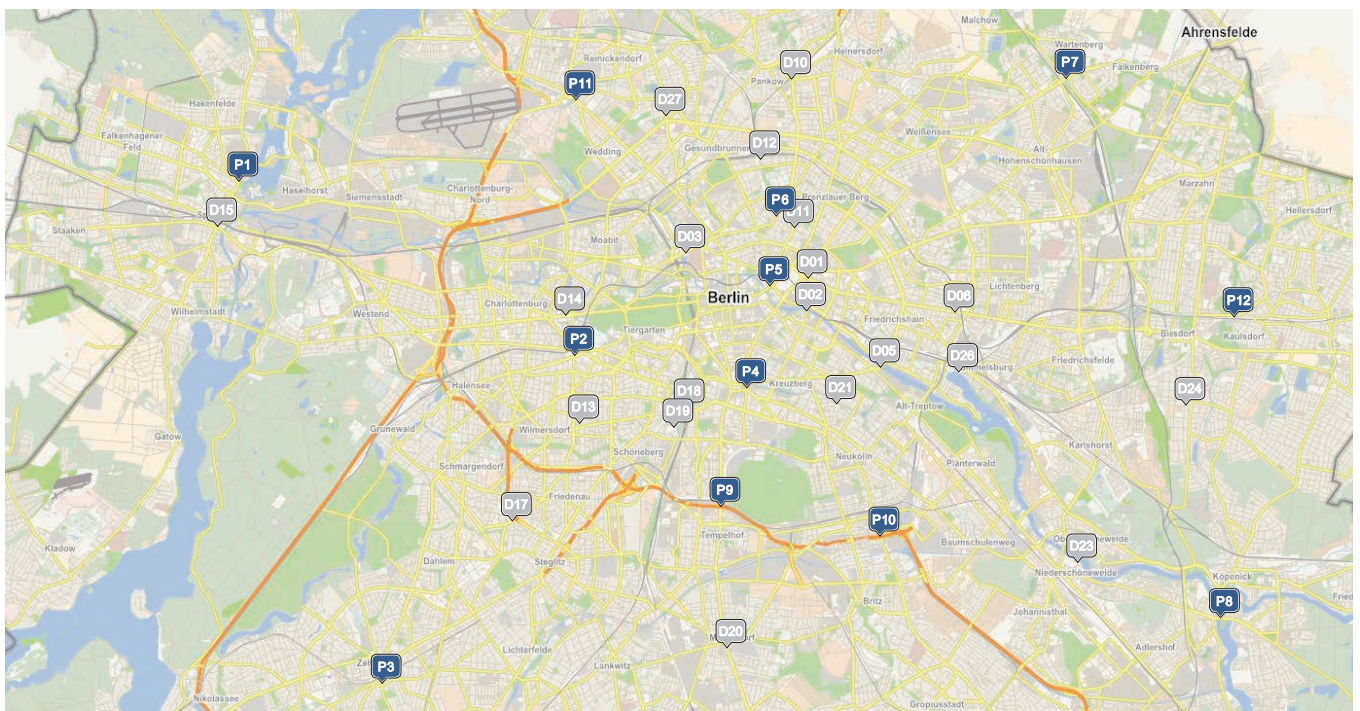 Malchow
Ahrensfelde
Wartenberg
Heinersdorf
Reinickendorf
D10
P7
Falkenberg
Pankow
P11
Hakenfelde
D27
Falkenhagener
Feld
Weißensee
D12
Gesundbrunnen
Wedding
Alt-
Hohenschönhausen
P1
Haselhorst
Siemensstadt
Charlottenburg-
Nord
Marzahn
P6
Prenzlauer Berg
D15
D11
Hellersdorf
Staaken
D03
Moabit
P5
D01
Lichtenberg
D14
Charlottenburg
Berlin
D02
D06
P12
Wilhelmstadt
Westend
Friedrichshain
Tiergarten
P2
Biesdorf
Kaulsdorf
D05
D26
Friedrichsfelde
P4
Halensee
Kreuzberg
D21
D18
D24
D13
D19
Alt-Treptow
Gatow
Grunewald
Wilmersdorf
Karlshorst
Schöneberg
Neukölln
Schmargendorf
Planterwald
P9
D17
Friedenau
P10
Tempelhof
Baumschulenweg
D23
Kladow
Dahlem
Steglitz
Niederschöneweide
Köpenick
P8
Britz
Johannisthal
D20
Adlershof
Lichterfelde
P3
Lankwitz
Nikolassee
Gropiusstadt